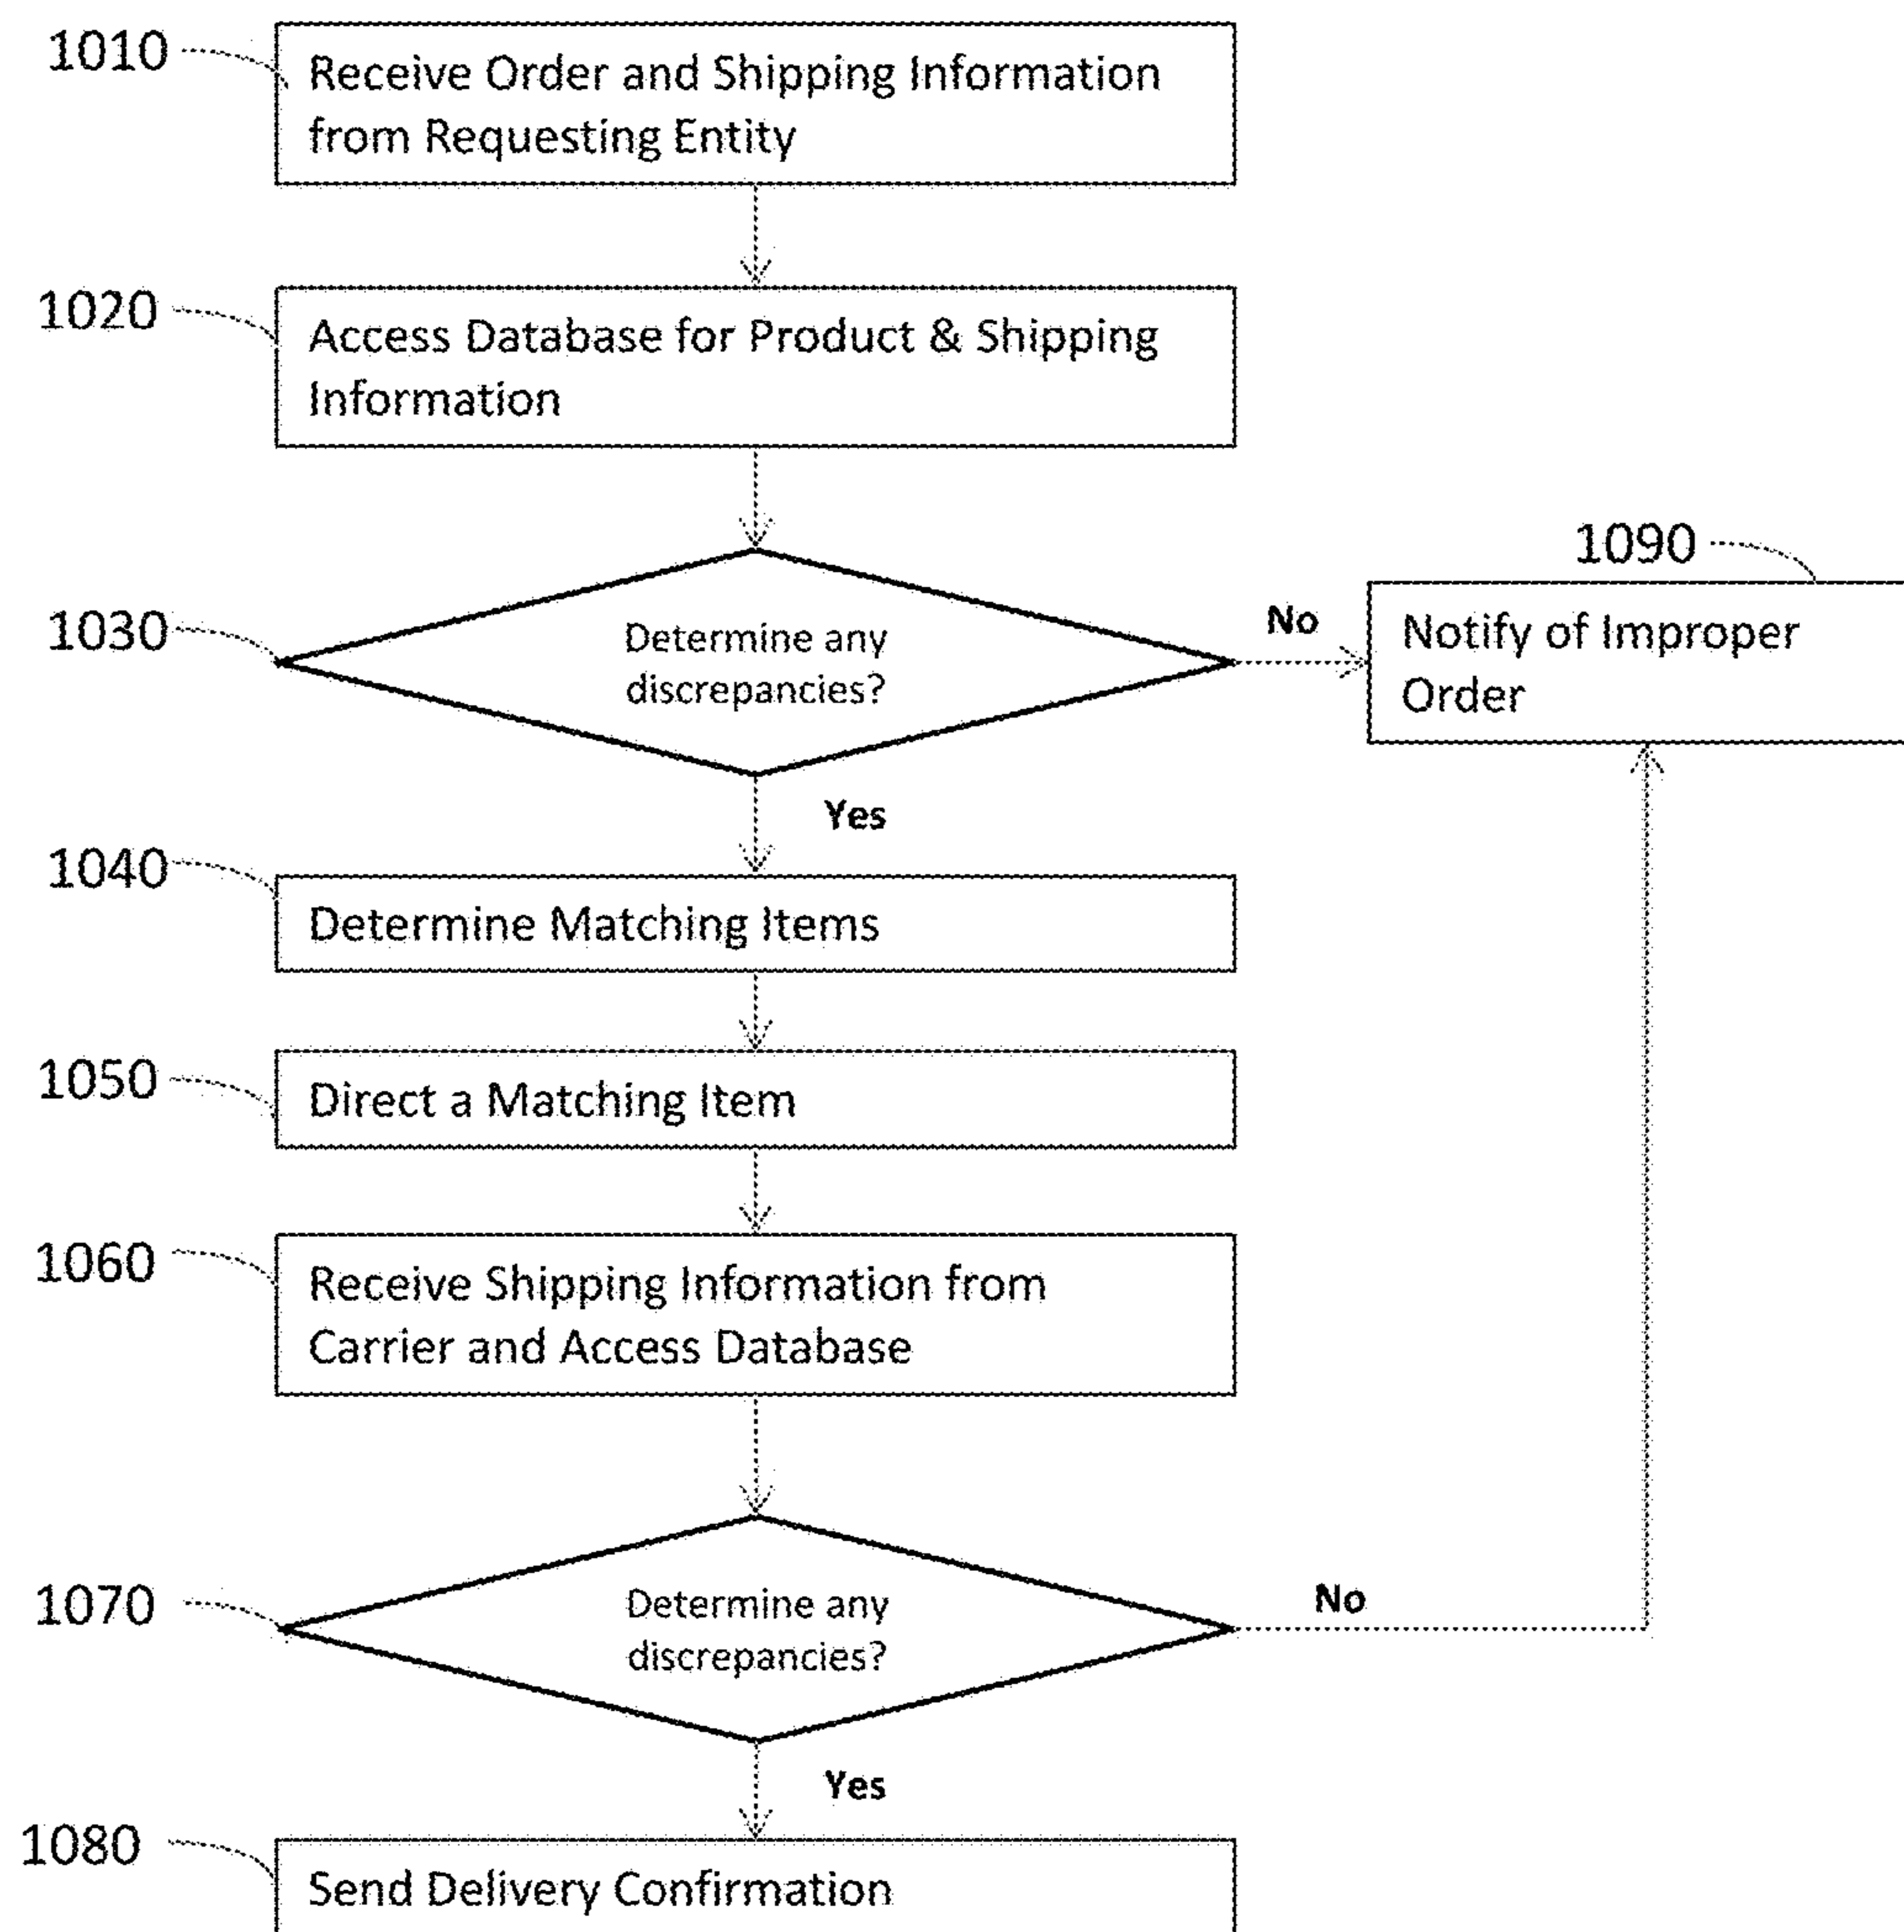 1010
Receive Order and Shipping Information
from Requesting Entity
1020
Access Database for Product & Shipping
Information
1030
Determine any
discrepancies?
No
1090
Notify of Improper
Order
Yes
1040
Determine Matching Items
1050
Direct a Matching Item
1060
Receive Shipping Information from
Carrier and Access Database
1070
Determine any
discrepancies?
No
Yes
1080
Send Delivery Confirmation